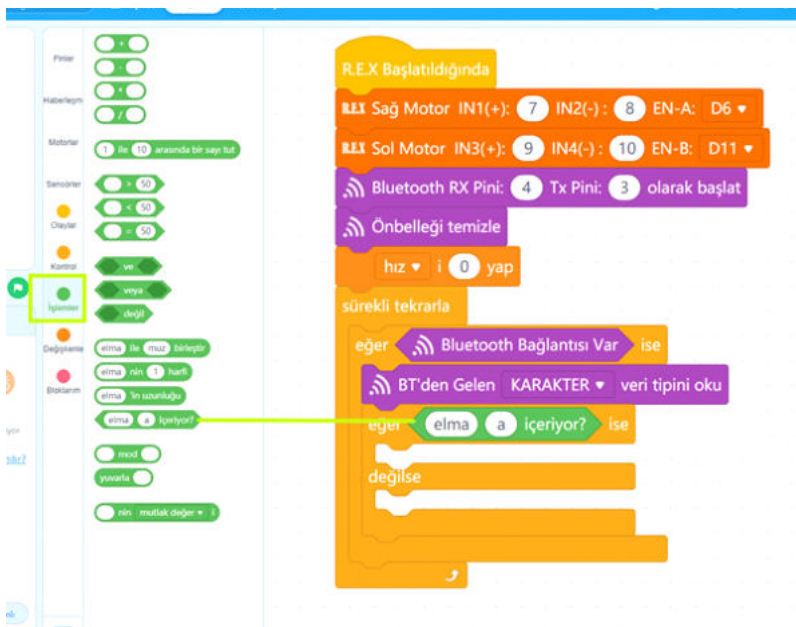 Pinler
Haberleşm
Motorlar
Sensörler
Olaylar
Kontrol
İşlemler
Değişkenle
Bloklarım
+
-
*
/
1 ile 10 arasında bir sayı tut
> 50
< 50
= 50
ve
veya
değil
elma ile muz birleştir
elma nin 1 harfi
elma 'in uzunluğu
elma a içeriyor?
mod
yuvarla
nin mutlak değer i
R.E.X Başlatıldığında
R.E.X Sağ Motor IN1(+): 7 IN2(-) : 8 EN-A: D6
R.E.X Sol Motor IN3(+): 9 IN4(-) : 10 EN-B: D11
Bluetooth RX Pini: 4 Tx Pini: 3 olarak başlat
Önbelleği temizle
hız i 0 yap
sürekli tekrarla
eğer Bluetooth Bağlantısı Var ise
BT'den Gelen KARAKTER veri tipini oku
eğer elma a içeriyor? ise
değilse